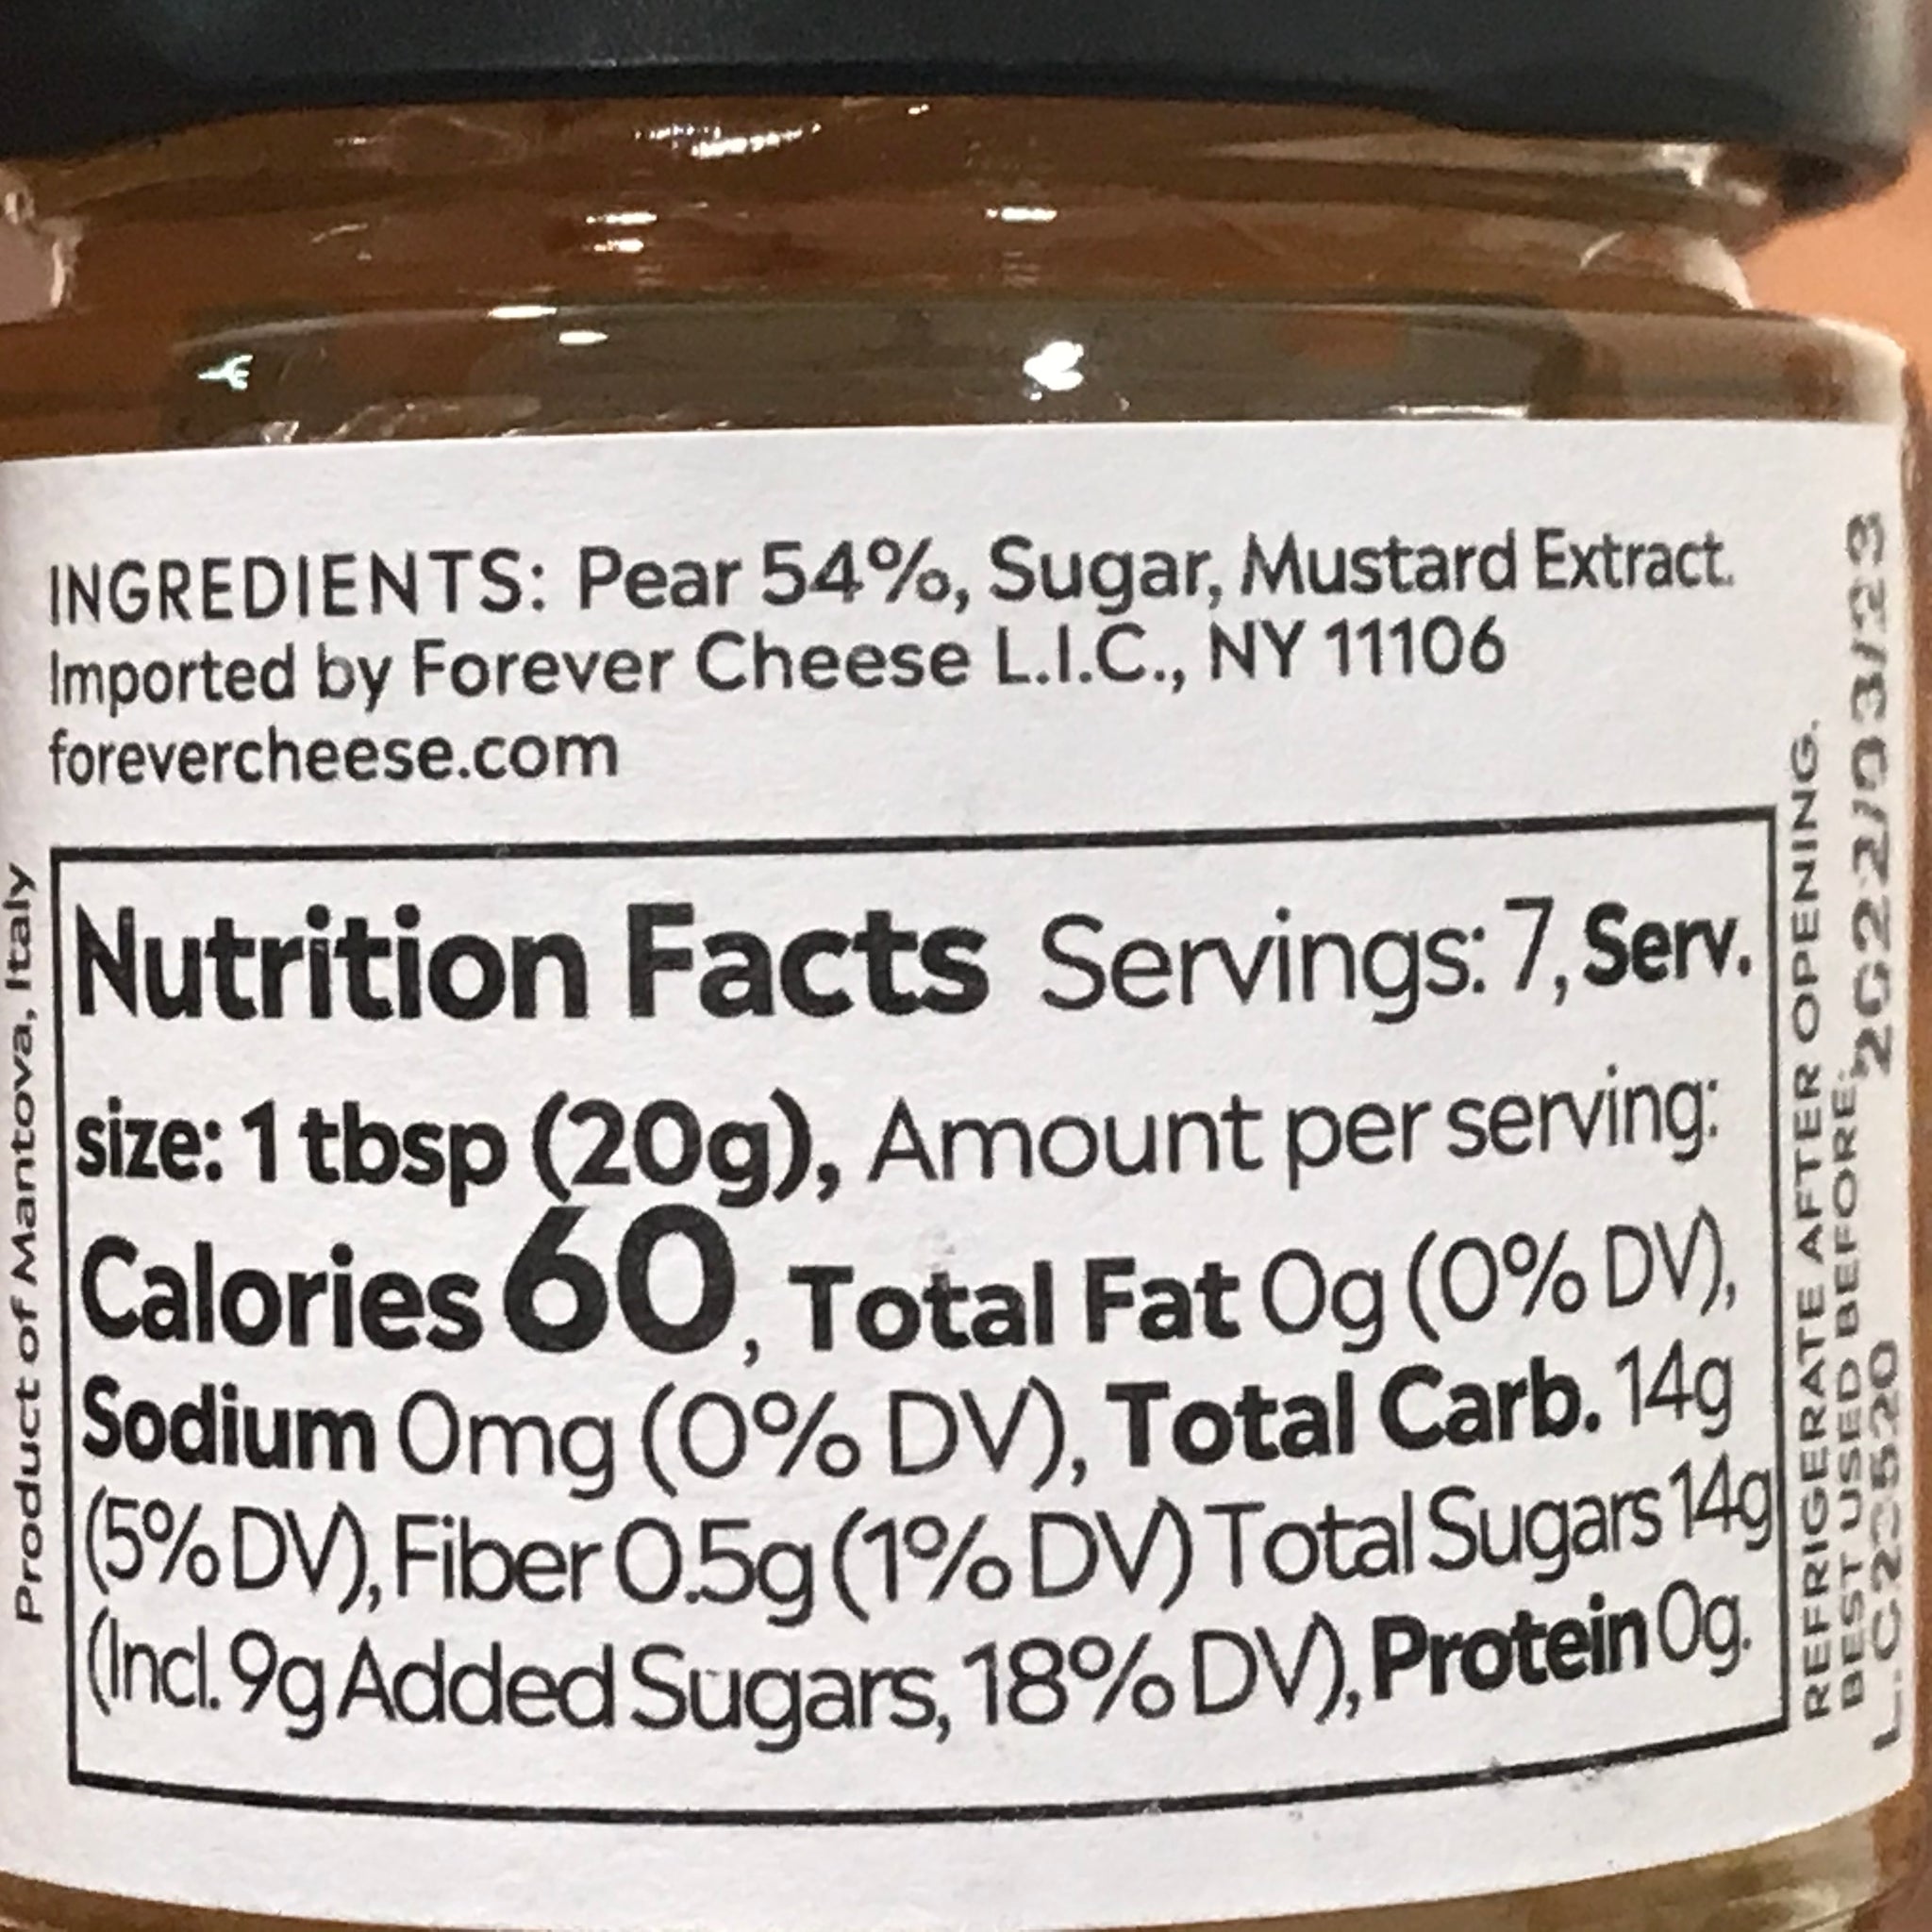 INGREDIENTS: Pear 54%, Sugar, Mustard Extract.
Imported by Forever Cheese L.I.C., NY 11106
forevercheese.com
Product of Mantova, Italy
Nutrition Facts Servings: 7, Serv.
size: 1 tbsp (20g), Amount per serving:
Calories 60, Total Fat 0g (0% DV),
Sodium 0mg (0% DV), Total Carb. 14g
(5% DV), Fiber 0.5g (1% DV) Total Sugars 14g
(Incl. 9g Added Sugars, 18% DV), Protein 0g.
REFRIGERATE AFTER OPENING.
BEST USED BEFORE:
2022/03/23
L.C23520